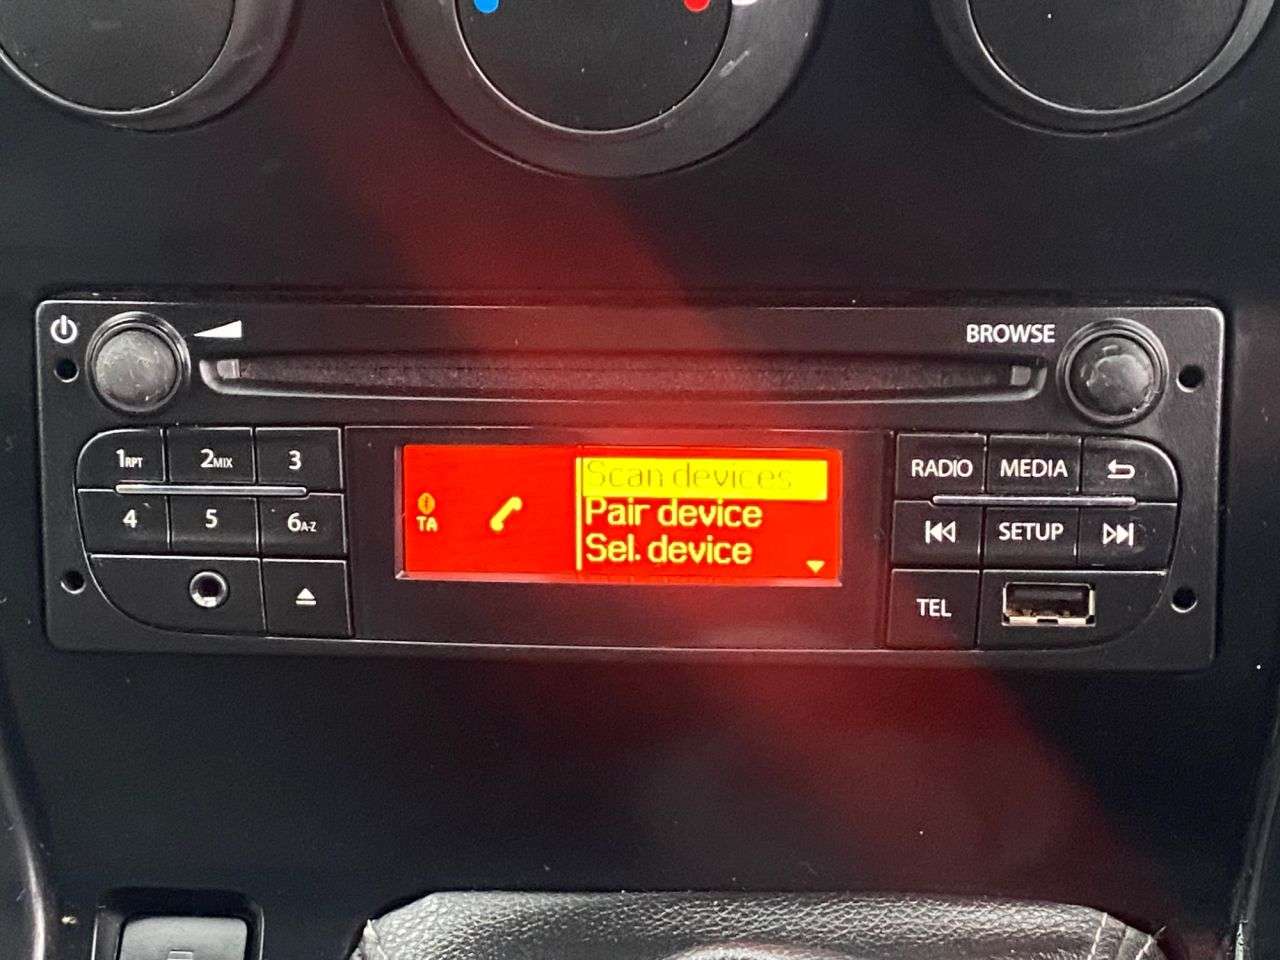 BROWSE
1RPT 2MIX 3
4 5 6A-Z
TA
Scan devices
Pair device
Sel. device
RADIO MEDIA
SETUP
TEL